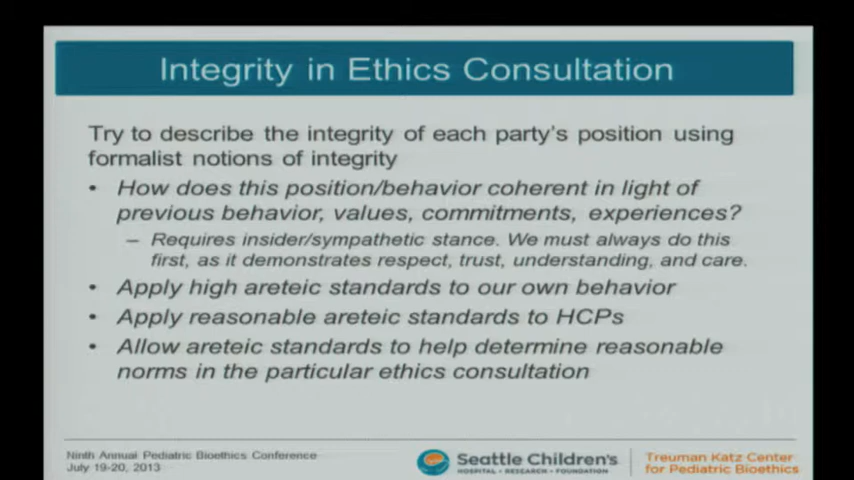 Integrity in Ethics Consultation
Try to describe the integrity of each party's position using
formalist notions of integrity
• How does this position/behavior coherent in light of
previous behavior, values, commitments, experiences?
– Requires insider/sympathetic stance. We must always do this
first, as it demonstrates respect, trust, understanding, and care.
• Apply high areteic standards to our own behavior
• Apply reasonable areteic standards to HCPs
• Allow areteic standards to help determine reasonable
norms in the particular ethics consultation
Ninth Annual Pediatric Bioethics Conference
July 19-20, 2013
Seattle Children's
HOSPITAL • RESEARCH • FOUNDATION
Treuman Katz Center
for Pediatric Bioethics